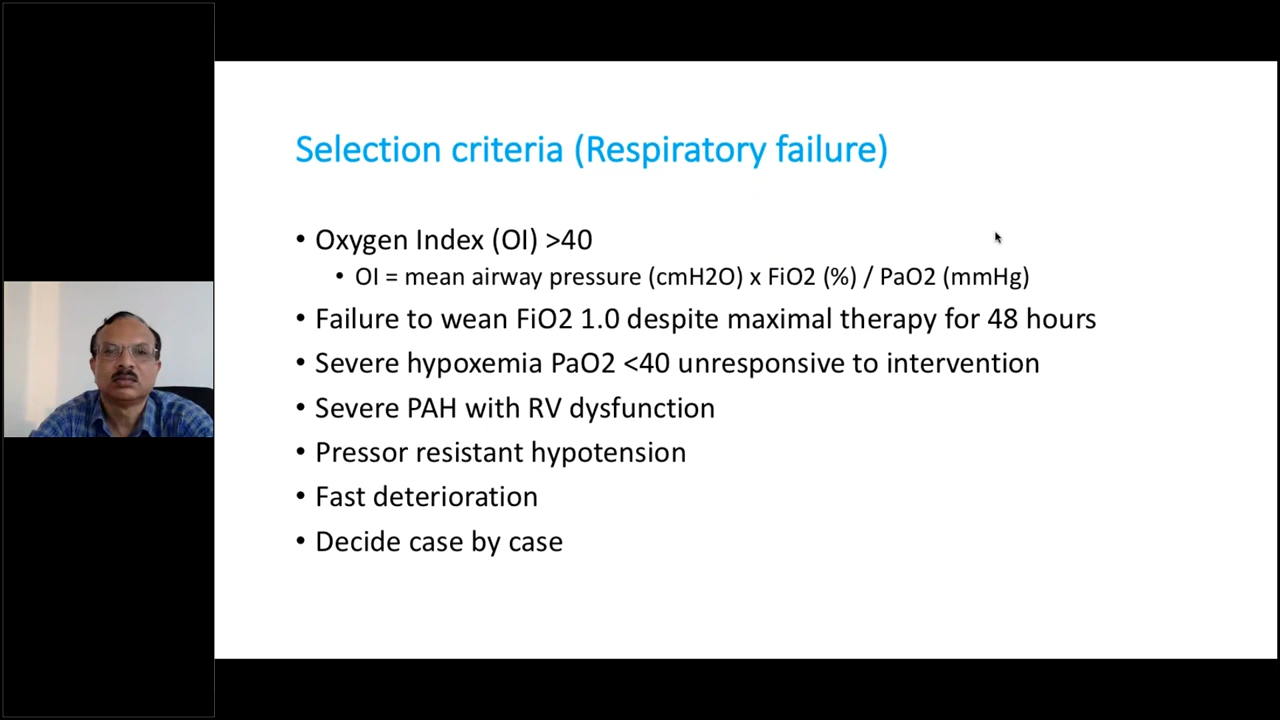 Selection criteria (Respiratory failure)
• Oxygen Index (OI) >40
• OI = mean airway pressure (cmH2O) x FiO2 (%) / PaO2 (mmHg)
• Failure to wean FiO2 1.0 despite maximal therapy for 48 hours
• Severe hypoxemia PaO2 <40 unresponsive to intervention
• Severe PAH with RV dysfunction
• Pressor resistant hypotension
• Fast deterioration
• Decide case by case